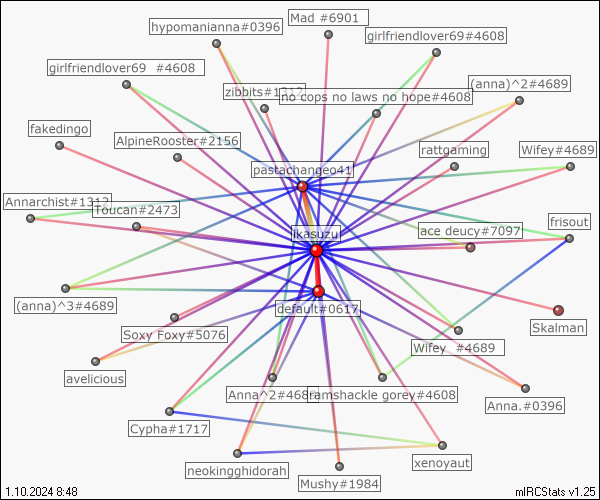 Mad #6901
hypomanianna#0396
girlfriendlover69#4608
girlfriendlover69 #4608
(anna)^2#4689
zibbits#1312
no cops no laws no hope#4608
fakedingo
AlpineRooster#2156
rattgaming
Wifey#4689
pastachangeo41
Annarchist#1312
Toucan#2473
frisout
ace deucy#7097
ikasuzu
(anna)^3#4689
default#0617
Skalman
Soxy Foxy#5076
Wifey #4689
avelicious
Anna^2#4689
ramshackle gorey#4608
Anna.#0396
Cypha#1717
xenoyaut
neokingghidorah
Mushy#1984
1.10.2024 8:48
mIRCStats v1.25